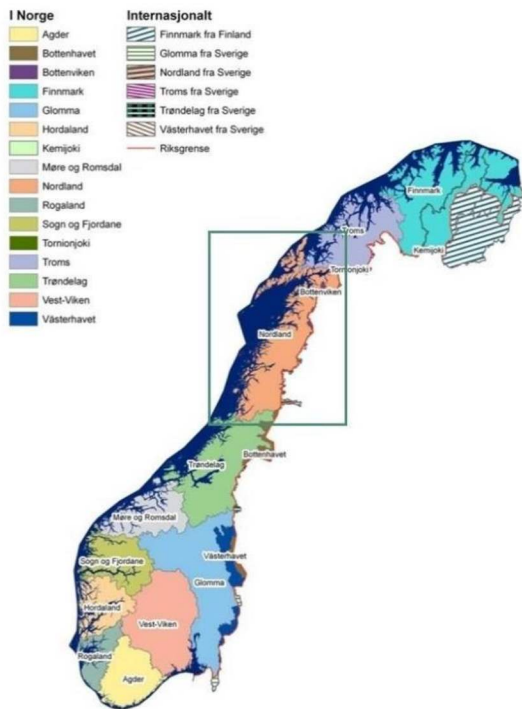 I Norge
Agder
Bottenhavet
Bottenviken
Finnmark
Glomma
Hordaland
Kemijoki
Møre og Romsdal
Nordland
Rogaland
Sogn og Fjordane
Tornionjoki
Troms
Trøndelag
Vest-Viken
Västerhavet
Internasjonalt
Finnmark fra Finland
Glomma fra Sverige
Nordland fra Sverige
Troms fra Sverige
Trøndelag fra Sverige
Västerhavet fra Sverige
Riksgrense
Finnmark
Troms
Kemijoki
Tornionjoki
Bottenviken
Nordland
Bottenhavet
Trøndelag
Møre og Romsdal
Västerhavet
Sogn og Fjordane
Glomma
Hordaland
Vest-Viken
Rogaland
Agder